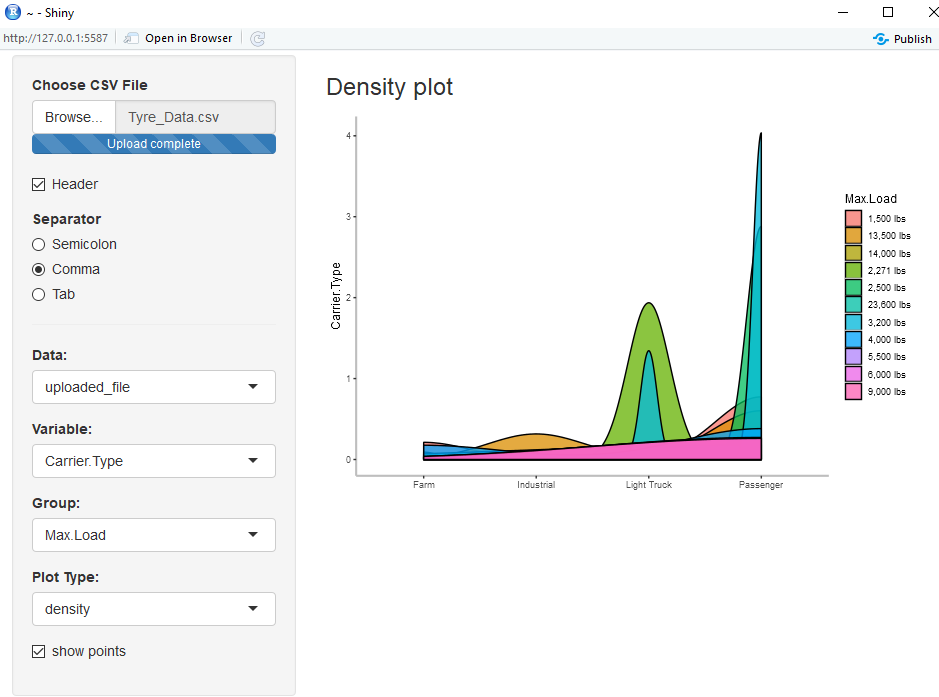 R ~ - Shiny
http://127.0.0.1:5587 Open in Browser Publish
Choose CSV File
Browse... Tyre_Data.csv
Upload complete
Header
Separator
Semicolon
Comma
Tab
Data:
uploaded_file
Variable:
Carrier.Type
Group:
Max.Load
Plot Type:
density
show points
Density plot
Carrier.Type
4
3
2
1
0
Farm Industrial Light Truck Passenger
Max.Load
1,500 lbs
13,500 lbs
14,000 lbs
2,271 lbs
2,500 lbs
23,600 lbs
3,200 lbs
4,000 lbs
5,500 lbs
6,000 lbs
9,000 lbs